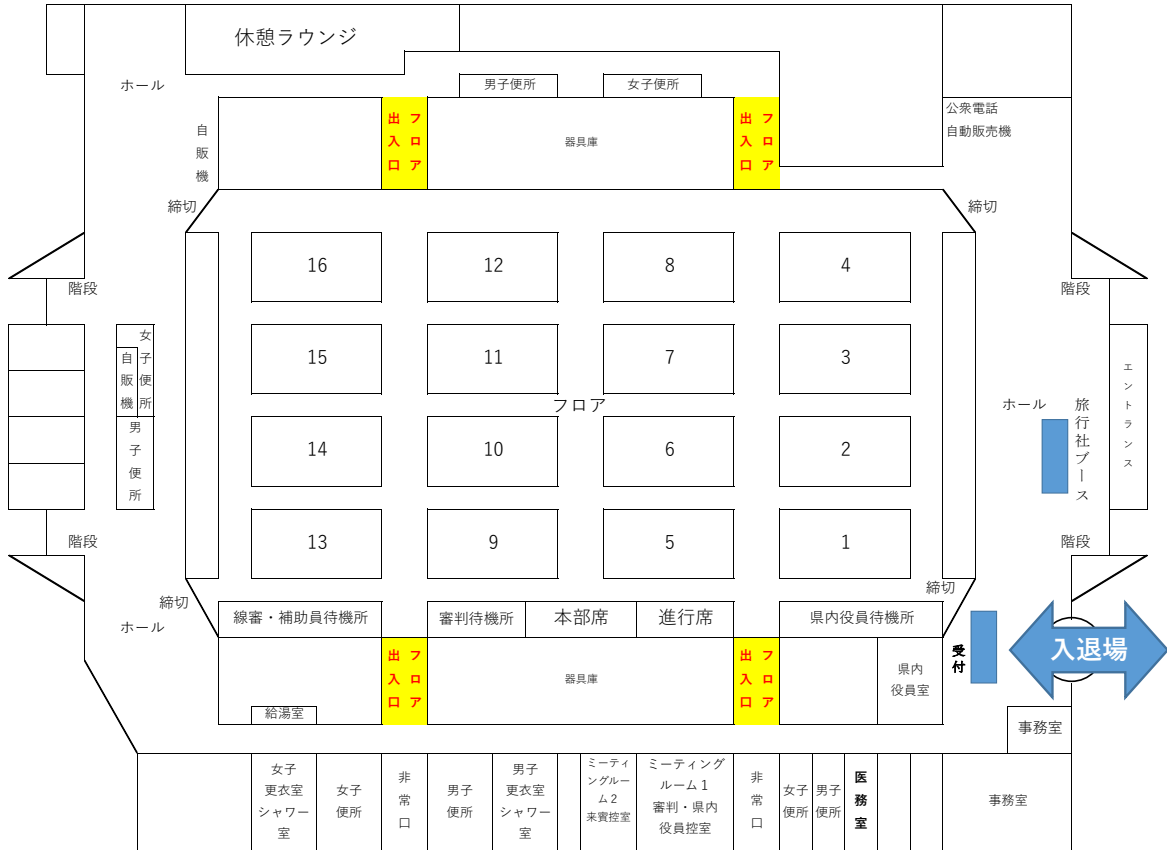 休憩ラウンジ
ホール
男子便所
女子便所
公衆電話
自動販売機
自販機
フロア
出入口
器具庫
フロア
出入口
締切
締切
16
12
8
4
階段
階段
15
11
7
3
女子便所
自販機
フロア
ホール
旅行社ブース
エントランス
14
10
6
2
男子便所
13
9
5
1
階段
階段
締切
締切
ホール
線審・補助員待機所
審判待機所
本部席
進行席
県内役員待機所
フロア
出入口
器具庫
フロア
出入口
県内
役員室
受付
入退場
給湯室
事務室
女子
更衣室
シャワー
室
女子
便所
非常口
男子
便所
男子
更衣室
シャワー
室
ミーティ
ングルー
ム2
来賓控室
ミーティング
ルーム1
審判・県内
役員控室
非常口
女子
便所
男子
便所
医務室
事務室